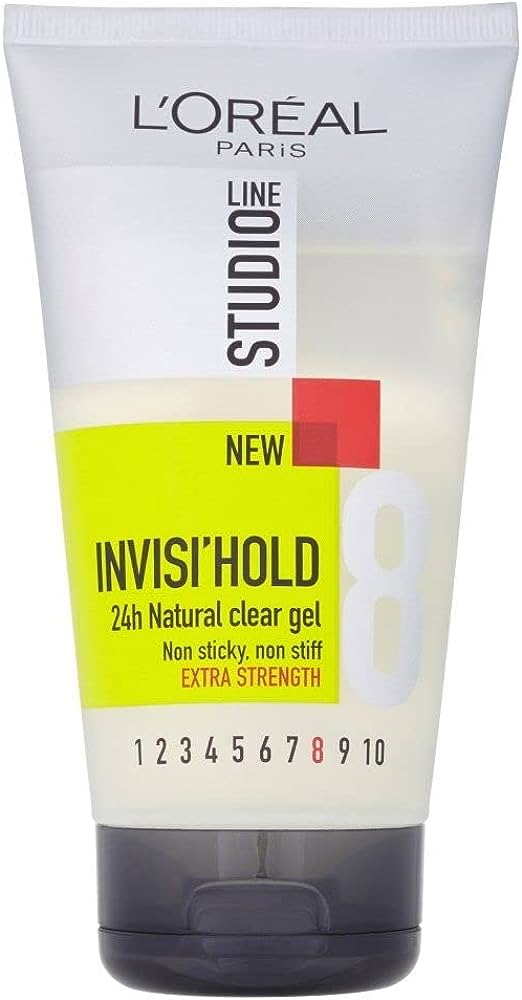 L'ORÉAL
PARiS
STUDIO LINE
NEW
8
INVISI'HOLD
24h Natural clear gel
Non sticky, non stiff
EXTRA STRENGTH
1 2 3 4 5 6 7 8 9 10